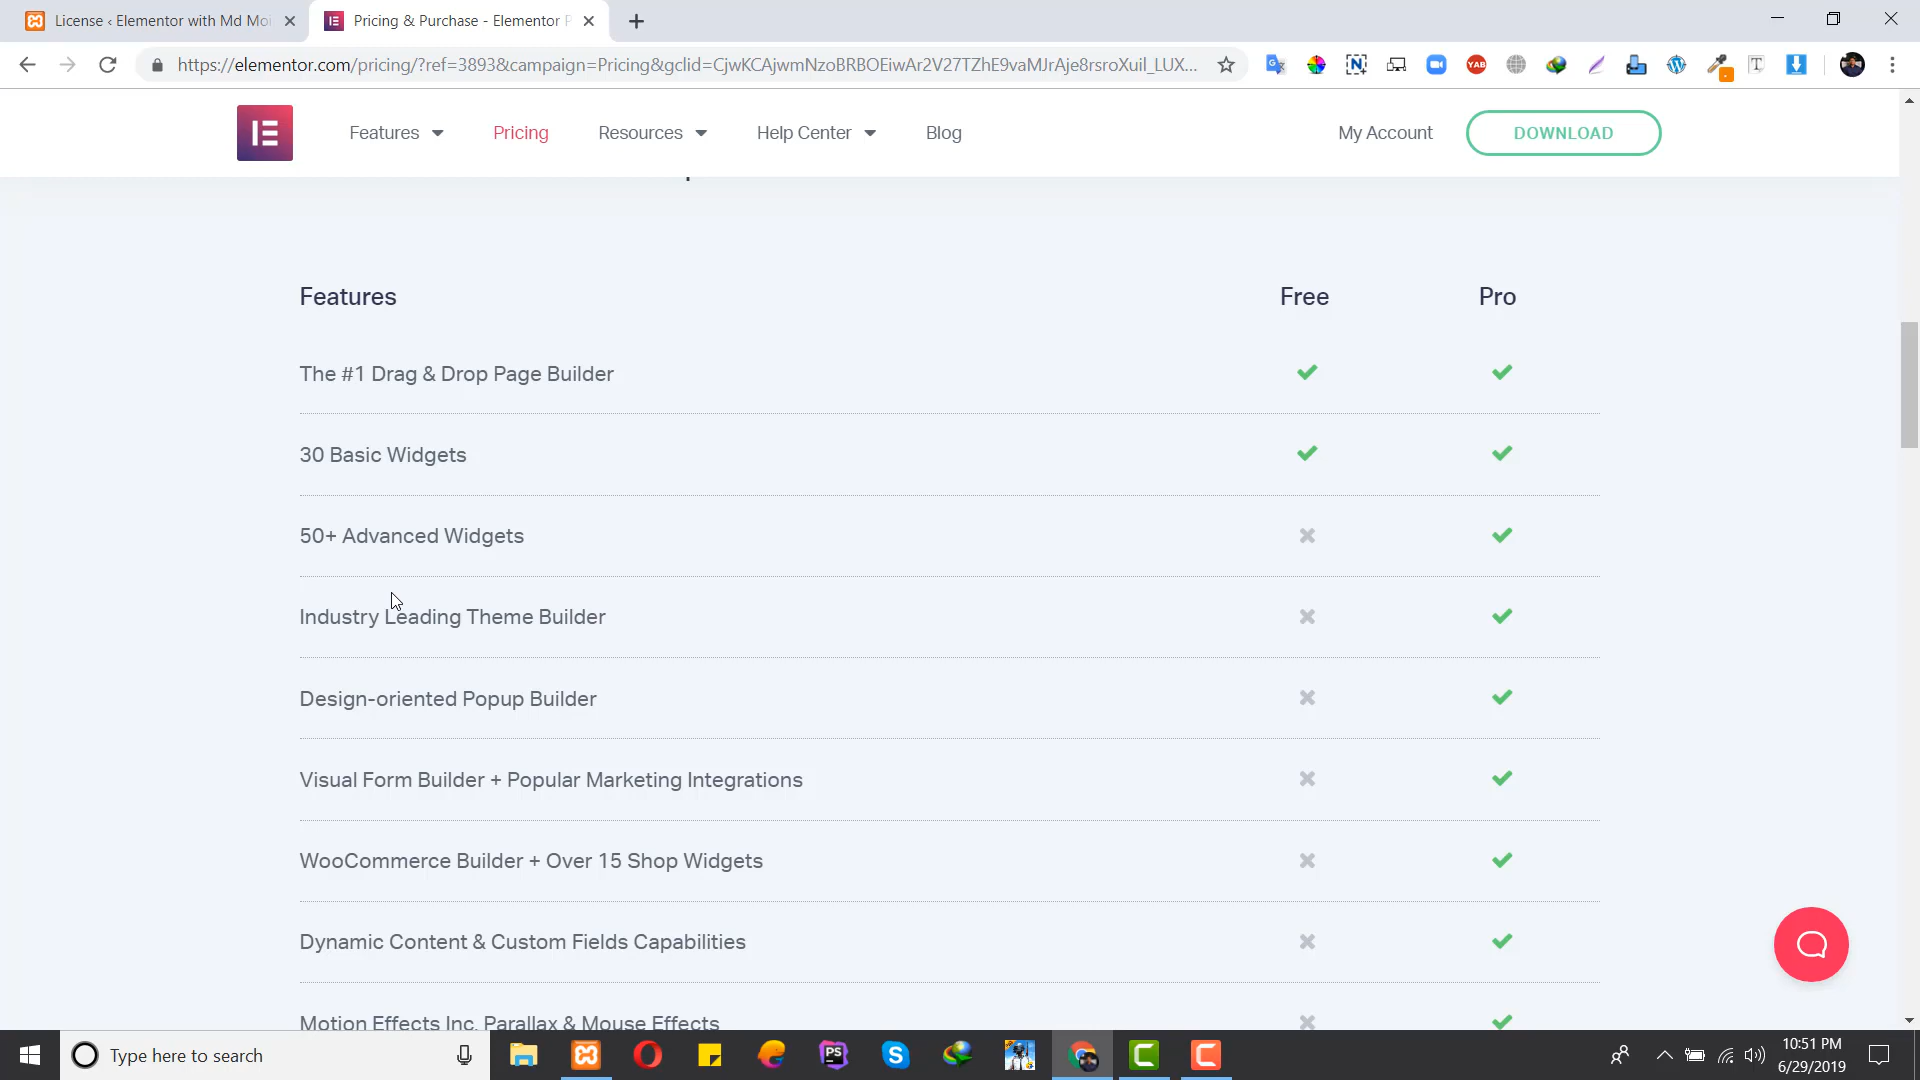 License ‹ Elementor with Md Moi
Pricing & Purchase - Elementor P
https://elementor.com/pricing/?ref=3893&campaign=Pricing&gclid=CjwKCAjwmNzoBRBOEiwAr2V27TZhE9vaMJrAje8rsroXuil_LUX...
Features
Pricing
Resources
Help Center
Blog
My Account
DOWNLOAD
Features Free Pro
The #1 Drag & Drop Page Builder
30 Basic Widgets
50+ Advanced Widgets
Industry Leading Theme Builder
Design-oriented Popup Builder
Visual Form Builder + Popular Marketing Integrations
WooCommerce Builder + Over 15 Shop Widgets
Dynamic Content & Custom Fields Capabilities
Motion Effects Inc. Parallax & Mouse Effects
Type here to search
10:51 PM
6/29/2019